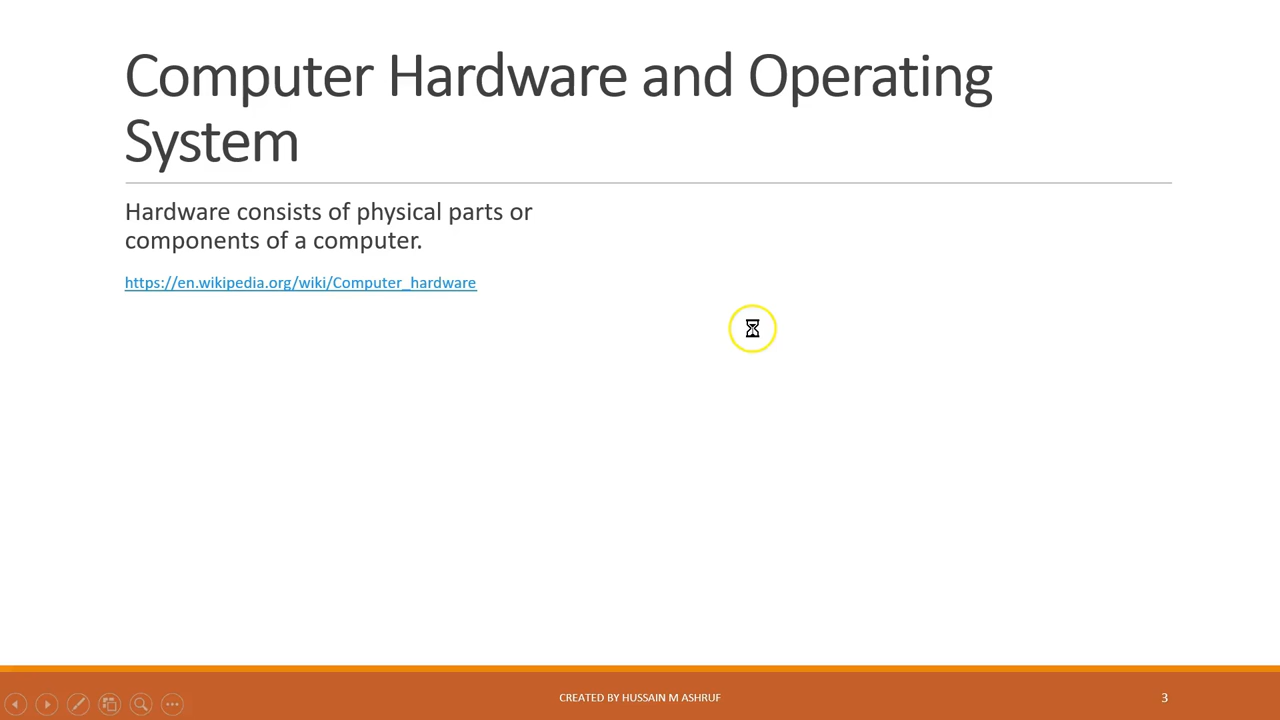 Computer Hardware and Operating
System
Hardware consists of physical parts or
components of a computer.
https://en.wikipedia.org/wiki/Computer_hardware
CREATED BY HUSSAIN M ASHRUF
3